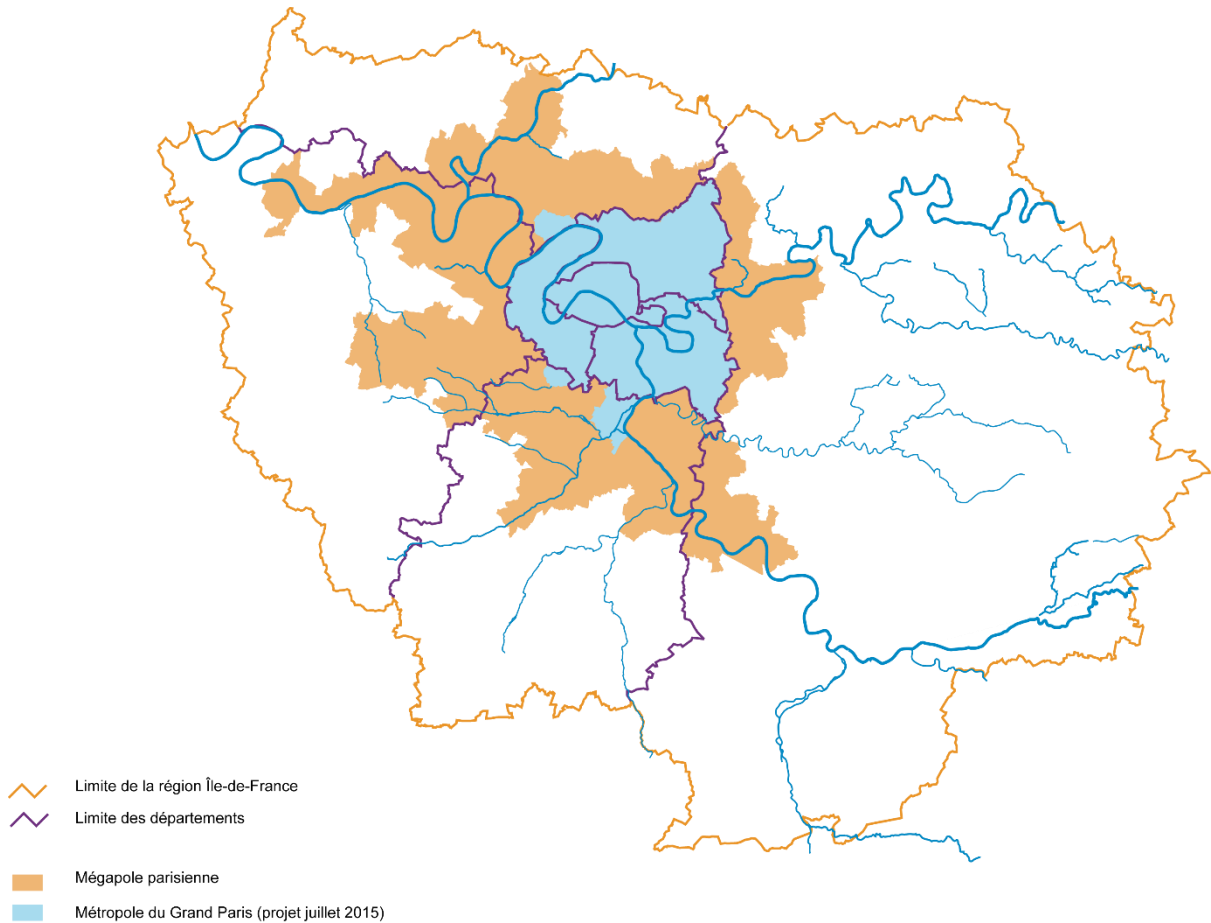 Limite de la région Île-de-France
Limite des départements
Mégapole parisienne
Métropole du Grand Paris (projet juillet 2015)